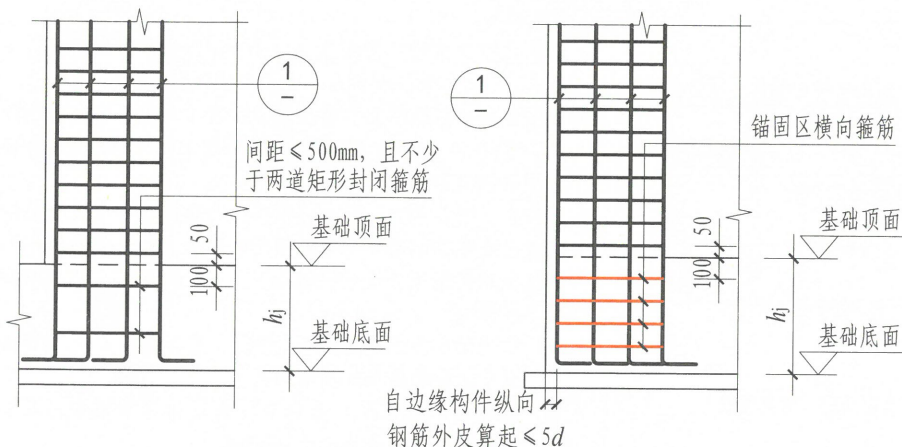 1
—
间距≤500mm，且不少
于两道矩形封闭箍筋
50
100
基础顶面
hj
基础底面
1
—
锚固区横向箍筋
50
100
基础顶面
hj
基础底面
自边缘构件纵向
钢筋外皮算起≤5d